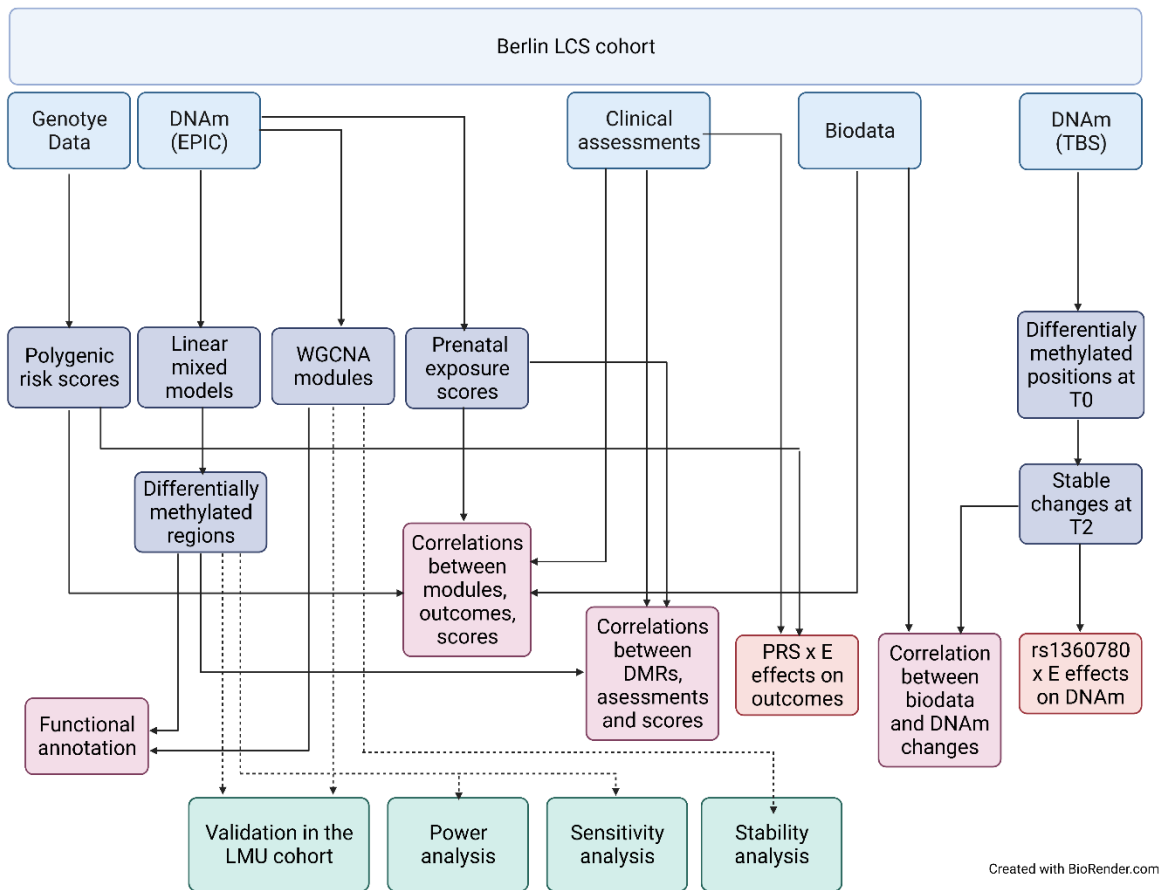 Berlin LCS cohort
Genotye
Data
DNAm
(EPIC)
Clinical
assessments
Biodata
DNAm
(TBS)
Polygenic
risk scores
Linear
mixed
models
WGCNA
modules
Prenatal
exposure
scores
Differentialy
methylated
positions at
T0
Differentially
methylated
regions
Stable
changes at
T2
Correlations
between
modules,
outcomes,
scores
Correlations
between
DMRs,
asessments
and scores
PRS x E
effects on
outcomes
Correlation
between
biodata
and DNAm
changes
rs1360780
x E effects
on DNAm
Functional
annotation
Validation in the
LMU cohort
Power
analysis
Sensitivity
analysis
Stability
analysis
Created with BioRender.com